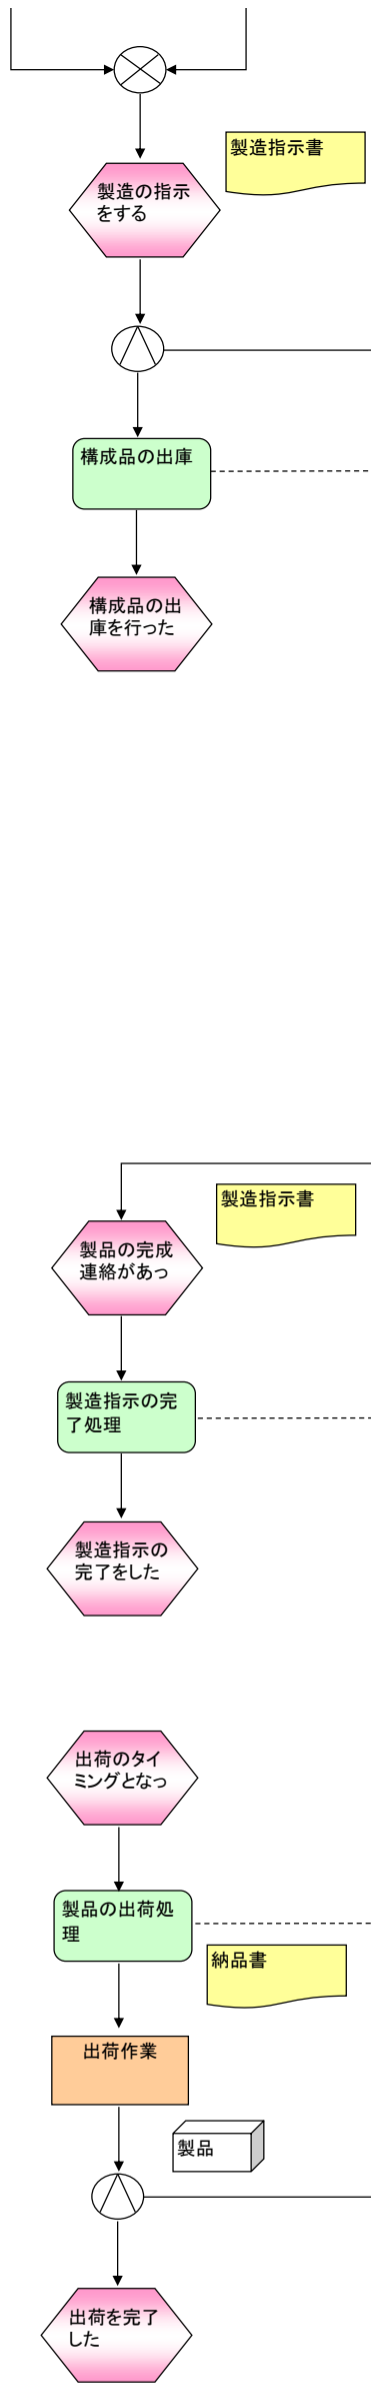 製造指示書
製造の指示
をする
構成品の出庫
構成品の出
庫を行った
製造指示書
製品の完成
連絡があっ
製造指示の完
了処理
製造指示の
完了をした
出荷のタイ
ミングとなっ
製品の出荷処
理
納品書
出荷作業
製品
出荷を完了
した